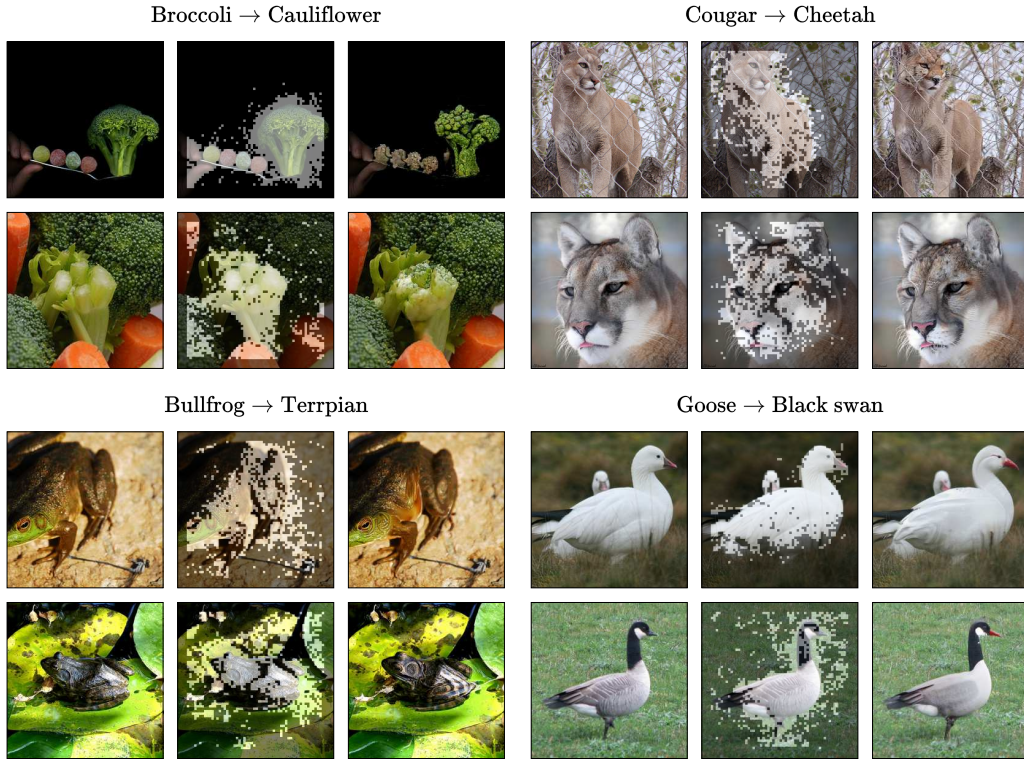 Broccoli → Cauliflower
Cougar → Cheetah
Bullfrog → Terrpian
Goose → Black swan